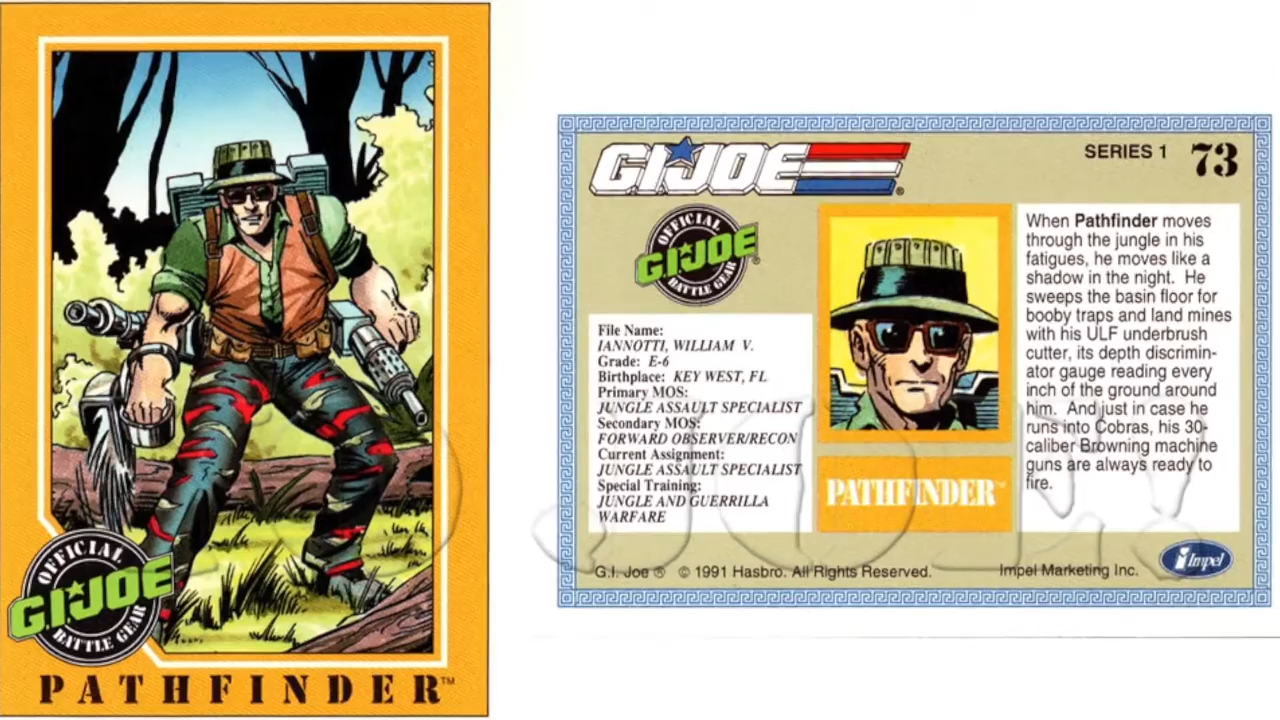 OFFICIAL
G.I. JOE
BATTLE GEAR
PATHFINDER™
G.I. JOE®
SERIES 1 73
OFFICIAL
G.I. JOE®
BATTLE GEAR
File Name:
IANNOTTI, WILLIAM V.
Grade: E-6
Birthplace: KEY WEST, FL
Primary MOS:
JUNGLE ASSAULT SPECIALIST
Secondary MOS:
FORWARD OBSERVER/RECON
Current Assignment:
JUNGLE ASSAULT SPECIALIST
Special Training:
JUNGLE AND GUERRILLA
WARFARE
PATHFINDER™
When Pathfinder moves
through the jungle in his
fatigues, he moves like a
shadow in the night. He
sweeps the basin floor for
booby traps and land mines
with his ULF underbrush
cutter, its depth discrimin-
ator gauge reading every
inch of the ground around
him. And just in case he
runs into Cobras, his 30-
caliber Browning machine
guns are always ready to
fire.
G.I. Joe ® © 1991 Hasbro. All Rights Reserved.
Impel Marketing Inc.
Impel